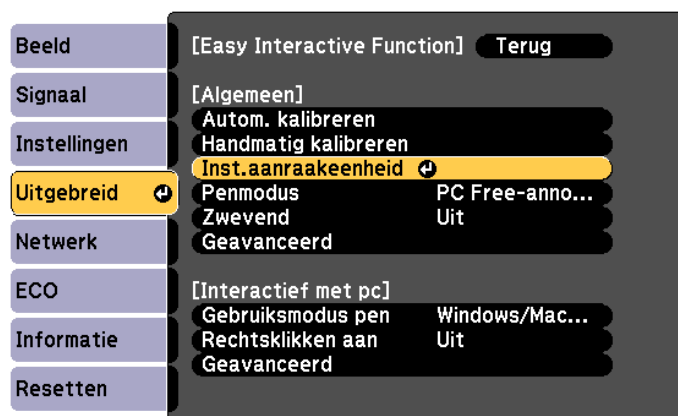 Beeld
Signaal
Instellingen
Uitgebreid
Netwerk
ECO
Informatie
Resetten
[Easy Interactive Function] Terug
[Algemeen]
Autom. kalibreren
Handmatig kalibreren
Inst.aanraakeenheid
Penmodus PC Free-anno...
Zwevend Uit
Geavanceerd
[Interactief met pc]
Gebruiksmodus pen Windows/Mac...
Rechtsklikken aan Uit
Geavanceerd